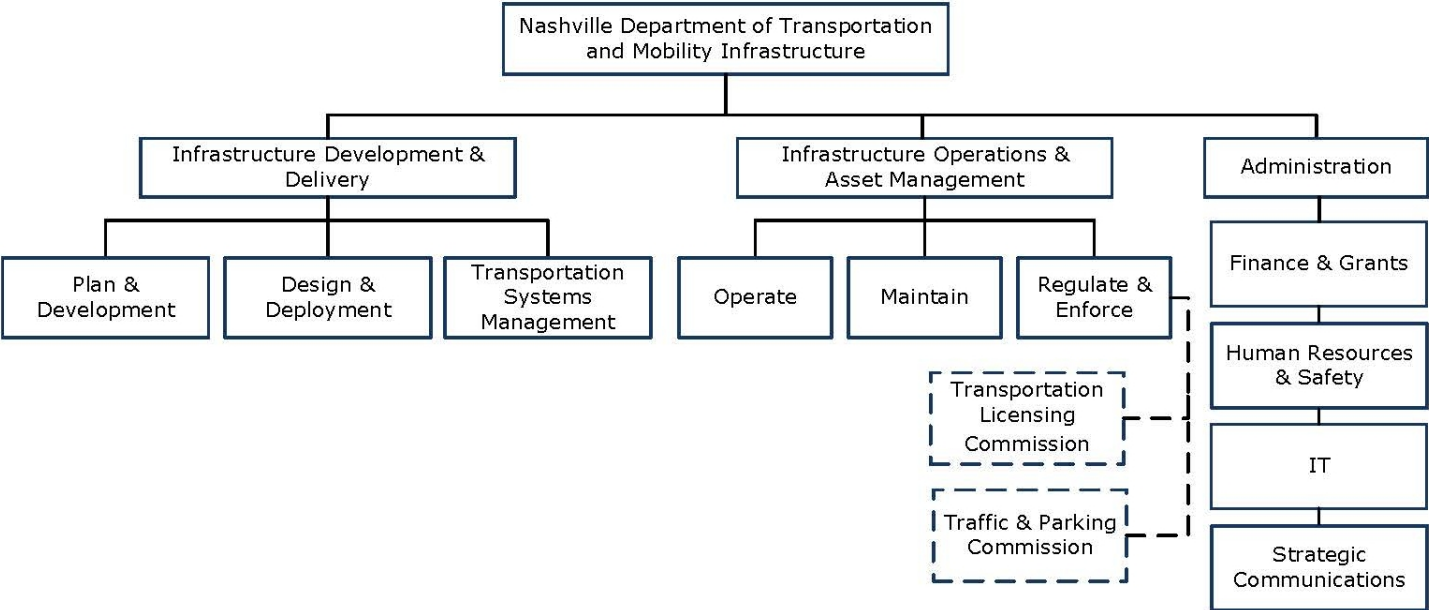 Nashville Department of Transportation
and Mobility Infrastructure
Infrastructure Development &
Delivery
Infrastructure Operations &
Asset Management
Administration
Plan &
Development
Design &
Deployment
Transportation
Systems
Management
Operate
Maintain
Regulate &
Enforce
Transportation
Licensing
Commission
Traffic & Parking
Commission
Finance & Grants
Human Resources
& Safety
IT
Strategic
Communications